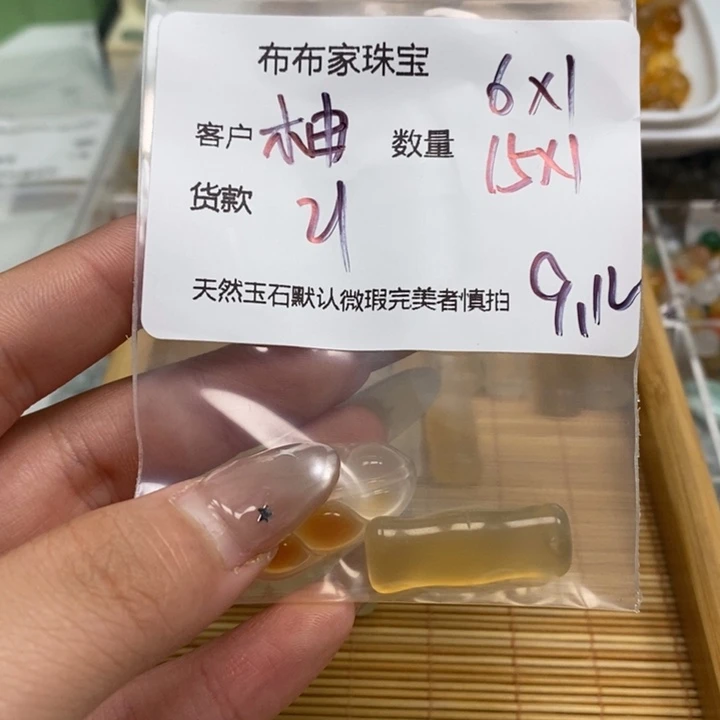 布布家珠宝
客户 柚 数量 6x1
15x1
货款 21
天然玉石默认微瑕完美者慎拍 9,12